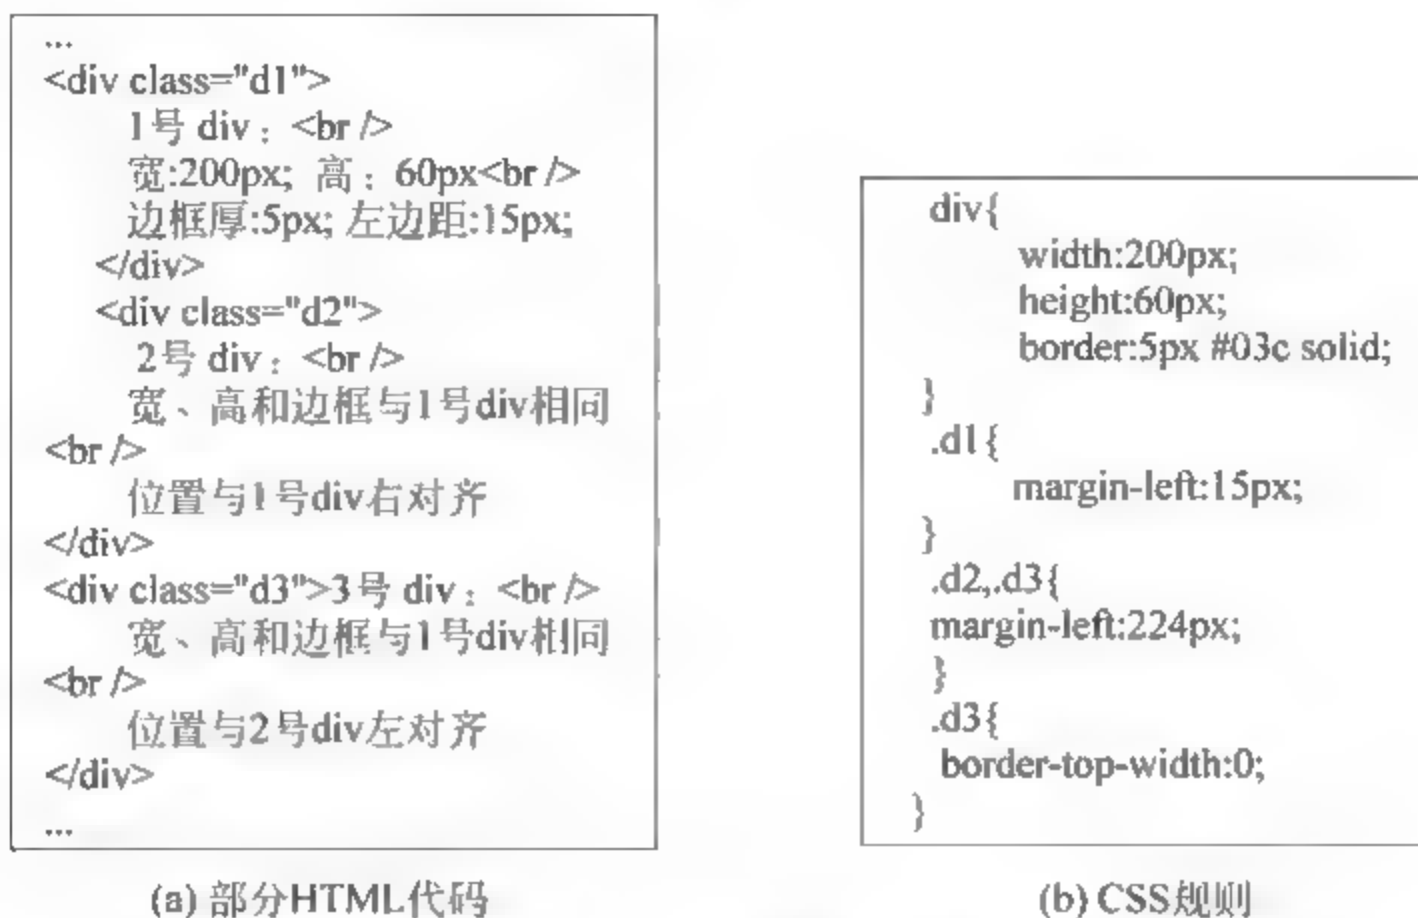 ...
<div class="d1">
1号 div：<br />
宽:200px; 高：60px<br />
边框厚:5px; 左边距:15px;
</div>
<div class="d2">
2号 div：<br />
宽、高和边框与1号div相同
<br />
位置与1号div右对齐
</div>
<div class="d3">3号 div：<br />
宽、高和边框与1号div相同
<br />
位置与2号div左对齐
</div>
...
(a) 部分HTML代码
div{
width:200px;
height:60px;
border:5px #03c solid;
}
.d1{
margin-left:15px;
}
.d2,.d3{
margin-left:224px;
}
.d3{
border-top-width:0;
}
(b) CSS规则